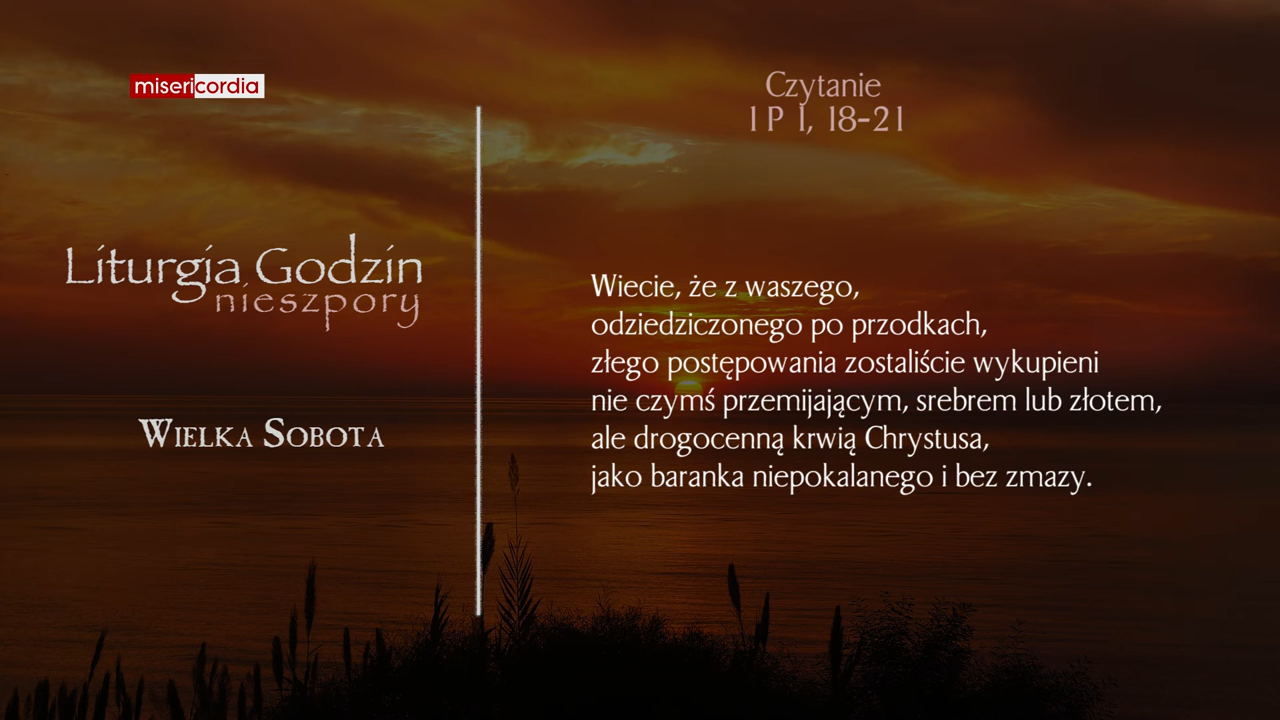 misericordia
Liturgia Godzin
nieszpory
Wielka Sobota
Czytanie
1 P 1, 18-21
Wiecie, że z waszego,
odziedziczonego po przodkach,
złego postępowania zostaliście wykupieni
nie czymś przemijającym, srebrem lub złotem,
ale drogocenną krwią Chrystusa,
jako baranka niepokalanego i bez zmazy.